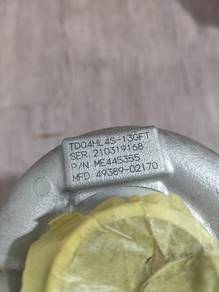 TD04HL4S-13GFT
SER. 210319168
P/N ME445355
MFD 49389-02170